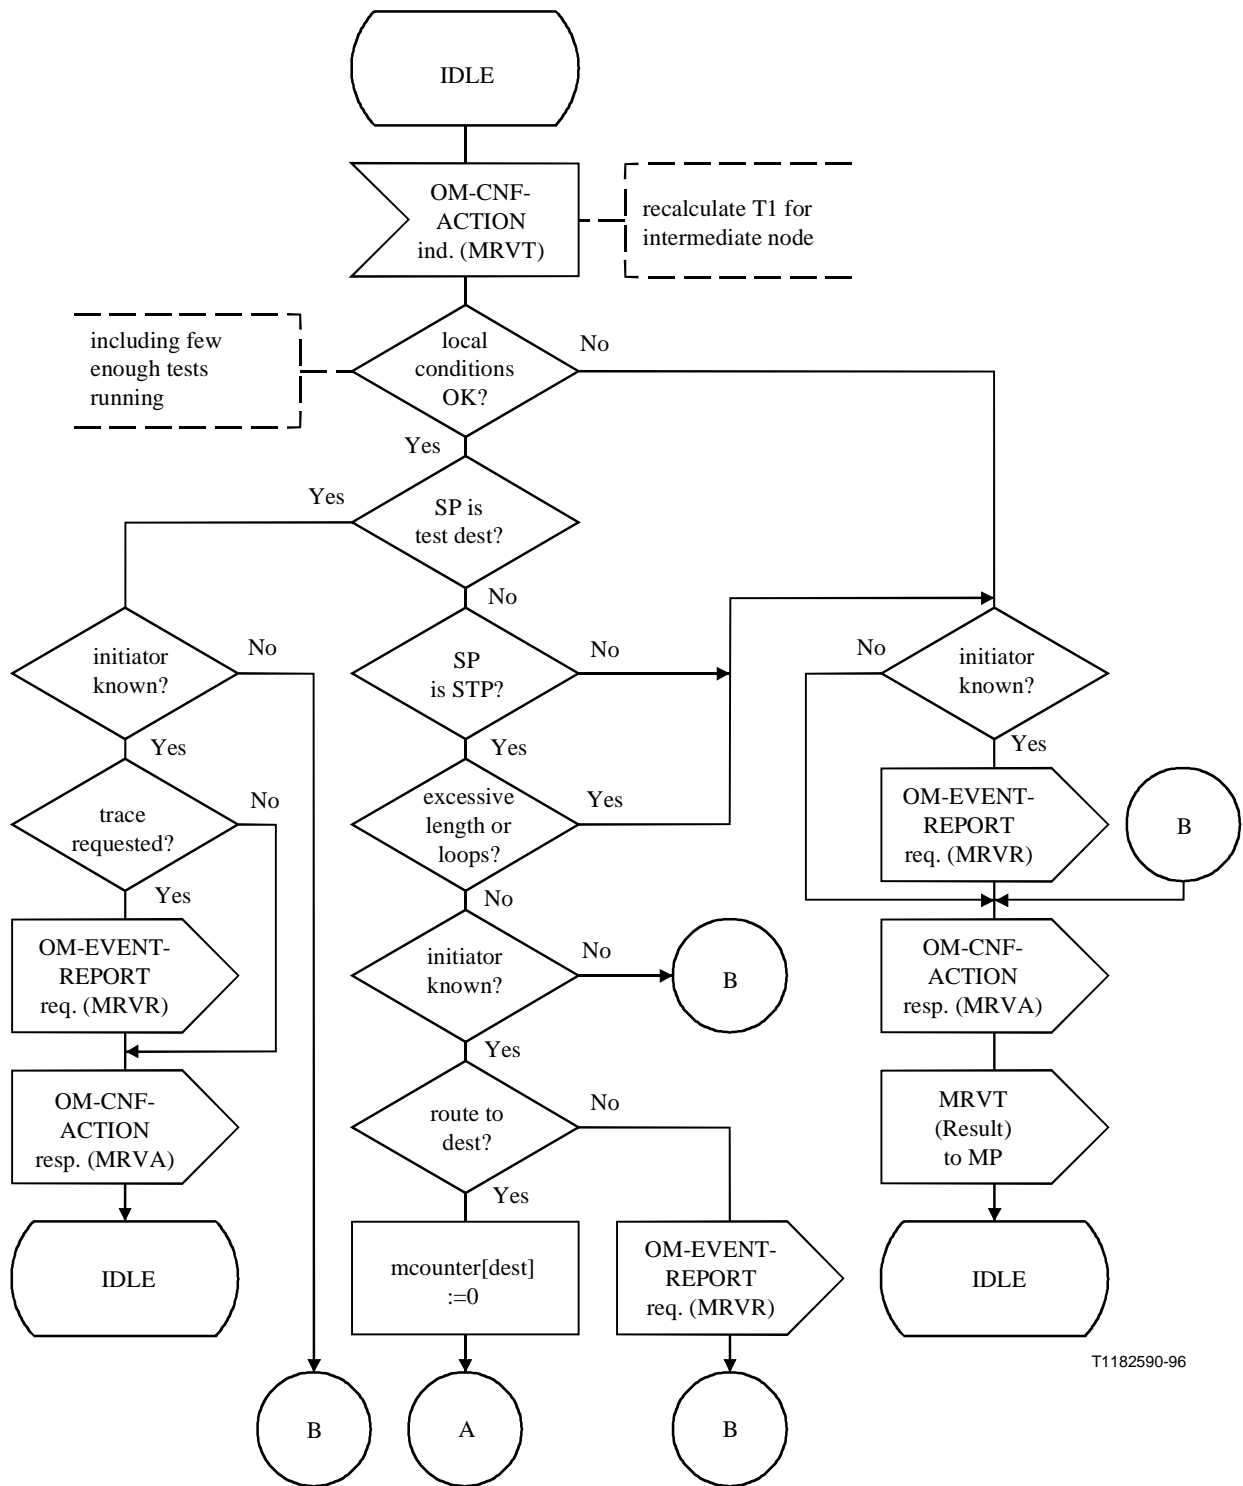 IDLE
OM-CNF-
ACTION
ind. (MRVT)
recalculate T1 for
intermediate node
including few
enough tests
running
local
conditions
OK?
No
Yes
Yes
SP is
test dest?
No
initiator
known?
No
Yes
SP
is STP?
No
Yes
No
initiator
known?
Yes
trace
requested?
No
Yes
excessive
length or
loops?
Yes
No
OM-EVENT-
REPORT
req. (MRVR)
B
OM-EVENT-
REPORT
req. (MRVR)
initiator
known?
No
Yes
B
OM-CNF-
ACTION
resp. (MRVA)
OM-CNF-
ACTION
resp. (MRVA)
route to
dest?
No
Yes
MRVT
(Result)
to MP
IDLE
mcounter[dest]
:=0
OM-EVENT-
REPORT
req. (MRVR)
IDLE
T1182590-96
B
A
B